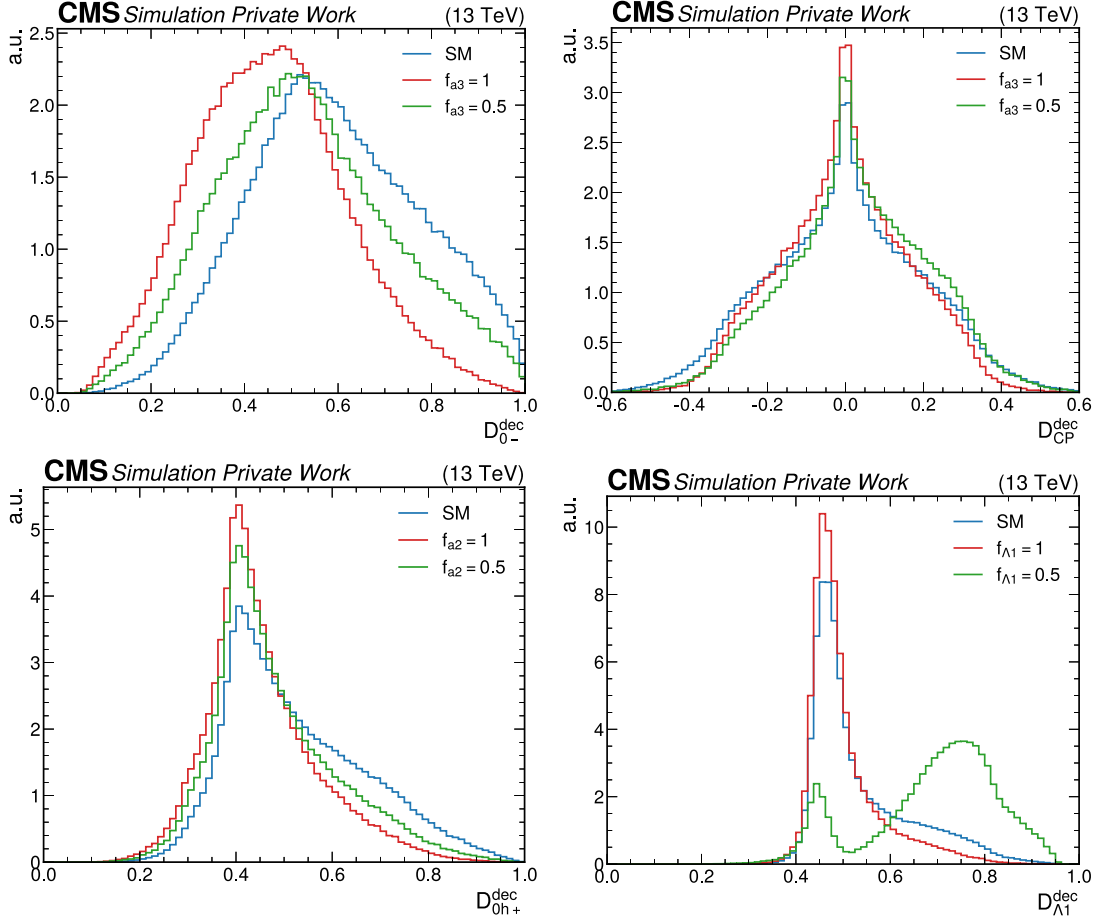 CMS Simulation Private Work (13 TeV)
a.u.
2.5
2.0
1.5
1.0
0.5
0.0
SM
f_a3 = 1
f_a3 = 0.5
0.0 0.2 0.4 0.6 0.8 1.0
D_0−^dec
CMS Simulation Private Work (13 TeV)
a.u.
3.5
3.0
2.5
2.0
1.5
1.0
0.5
0.0
SM
f_a3 = 1
f_a3 = 0.5
-0.6 -0.4 -0.2 0.0 0.2 0.4 0.6
D_CP^dec
CMS Simulation Private Work (13 TeV)
a.u.
5
4
3
2
1
0
SM
f_a2 = 1
f_a2 = 0.5
0.0 0.2 0.4 0.6 0.8 1.0
D_0h+^dec
CMS Simulation Private Work (13 TeV)
a.u.
10
8
6
4
2
0
SM
f_Λ1 = 1
f_Λ1 = 0.5
0.0 0.2 0.4 0.6 0.8 1.0
D_Λ1^dec